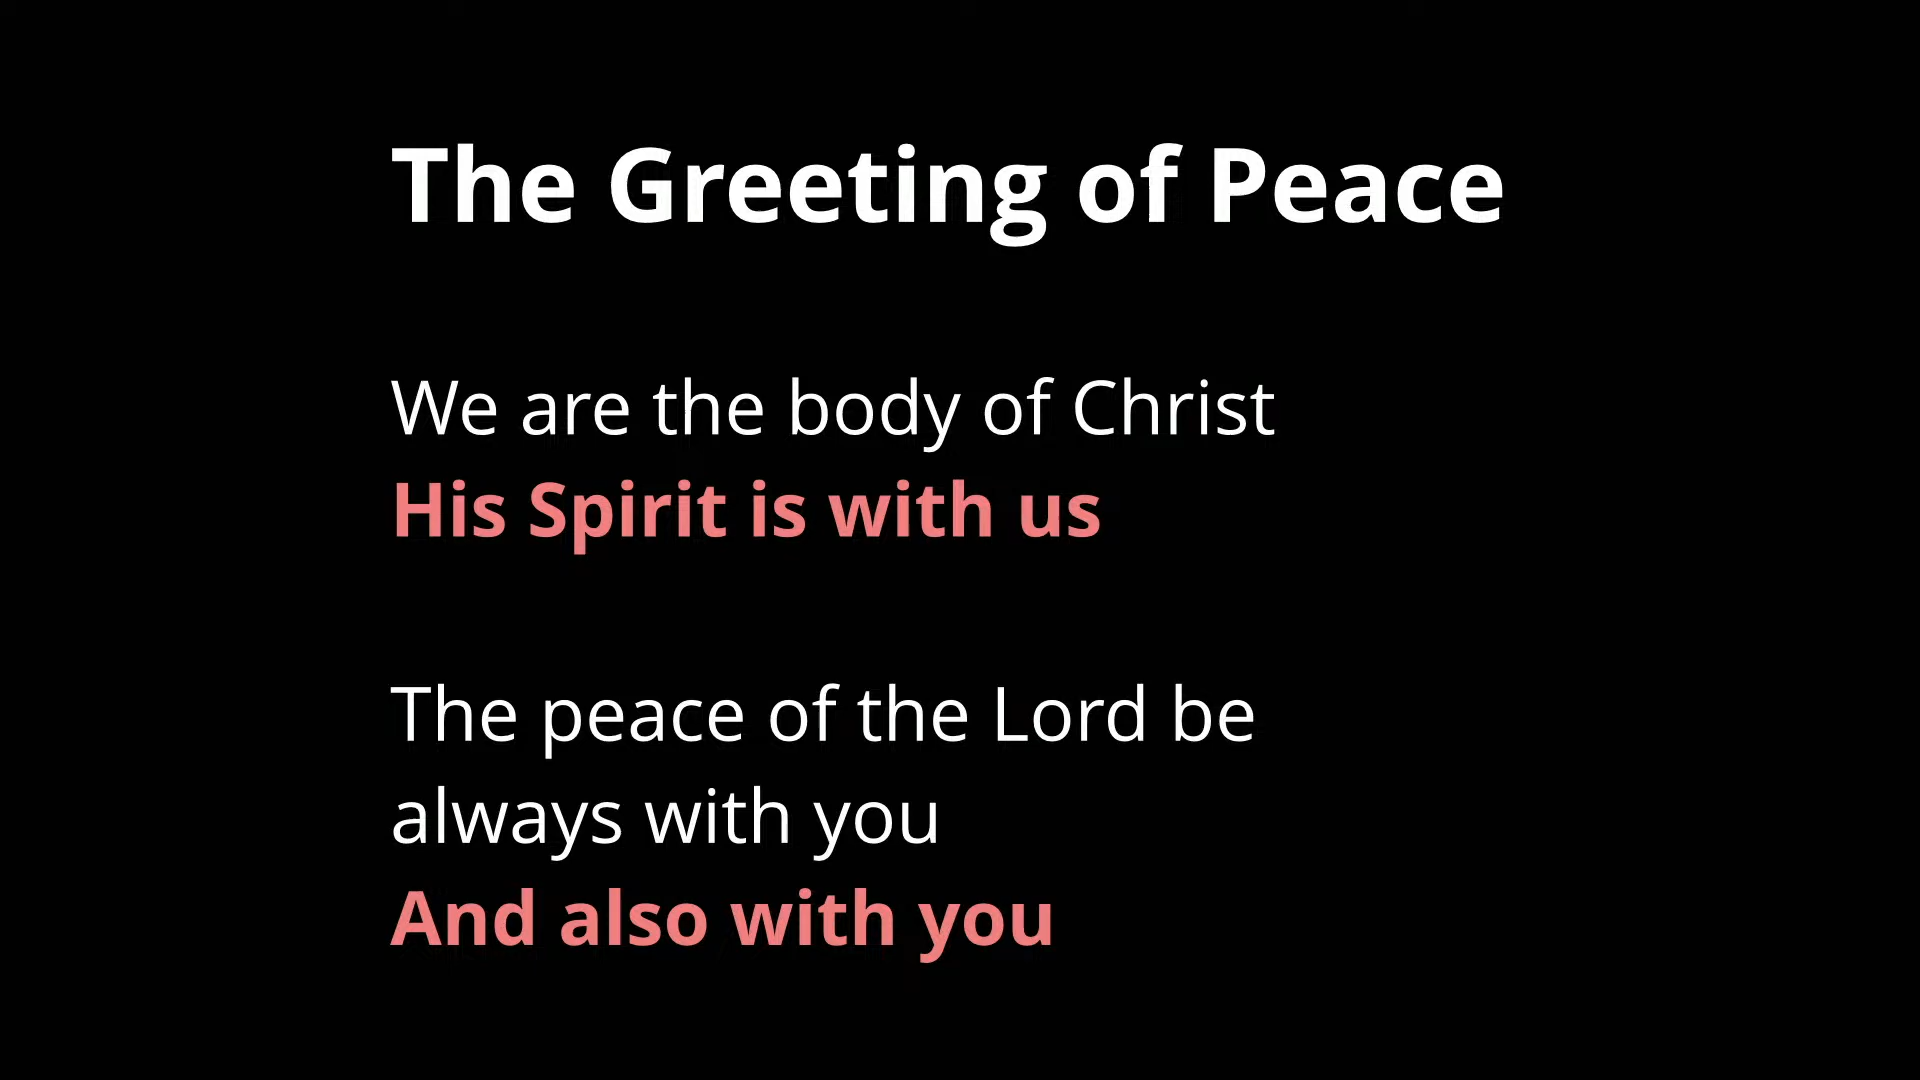 The Greeting of Peace
We are the body of Christ
His Spirit is with us
The peace of the Lord be
always with you
And also with you